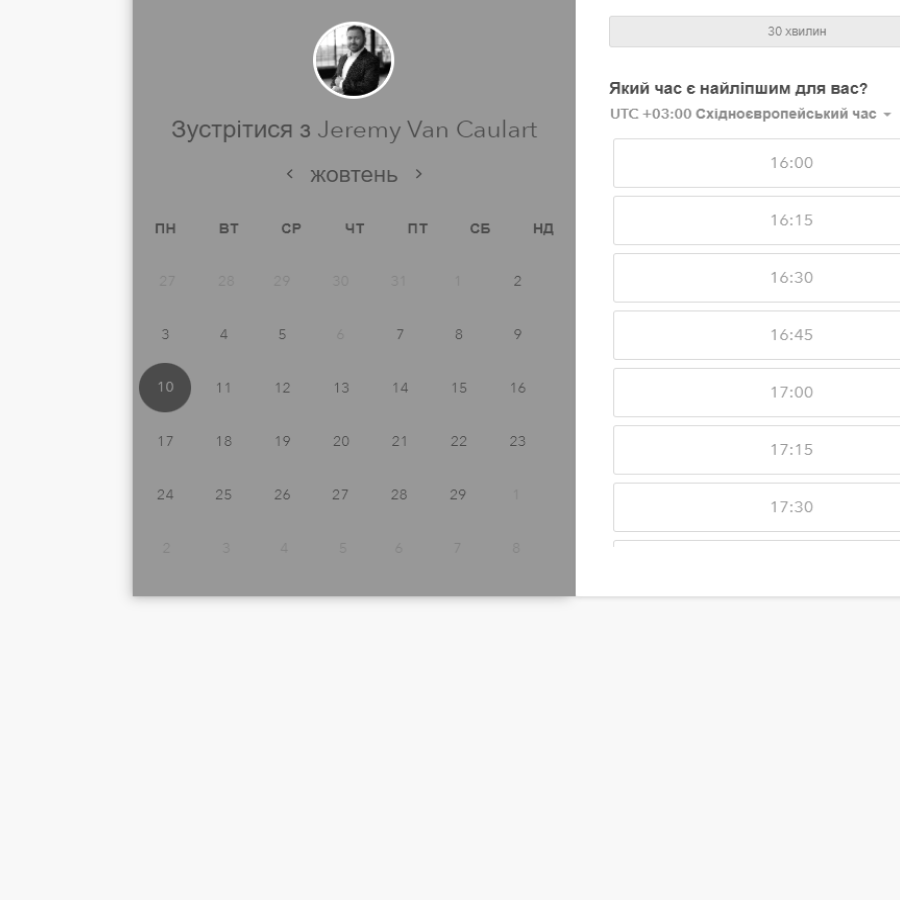 Зустрітися з Jeremy Van Caulart
жовтень
ПН ВТ СР ЧТ ПТ СБ НД
27 28 29 30 31 1 2
3 4 5 6 7 8 9
10 11 12 13 14 15 16
17 18 19 20 21 22 23
24 25 26 27 28 29 1
2 3 4 5 6 7 8
30 хвилин
Який час є найліпшим для вас?
UTC +03:00 Східноєвропейський час
16:00
16:15
16:30
16:45
17:00
17:15
17:30